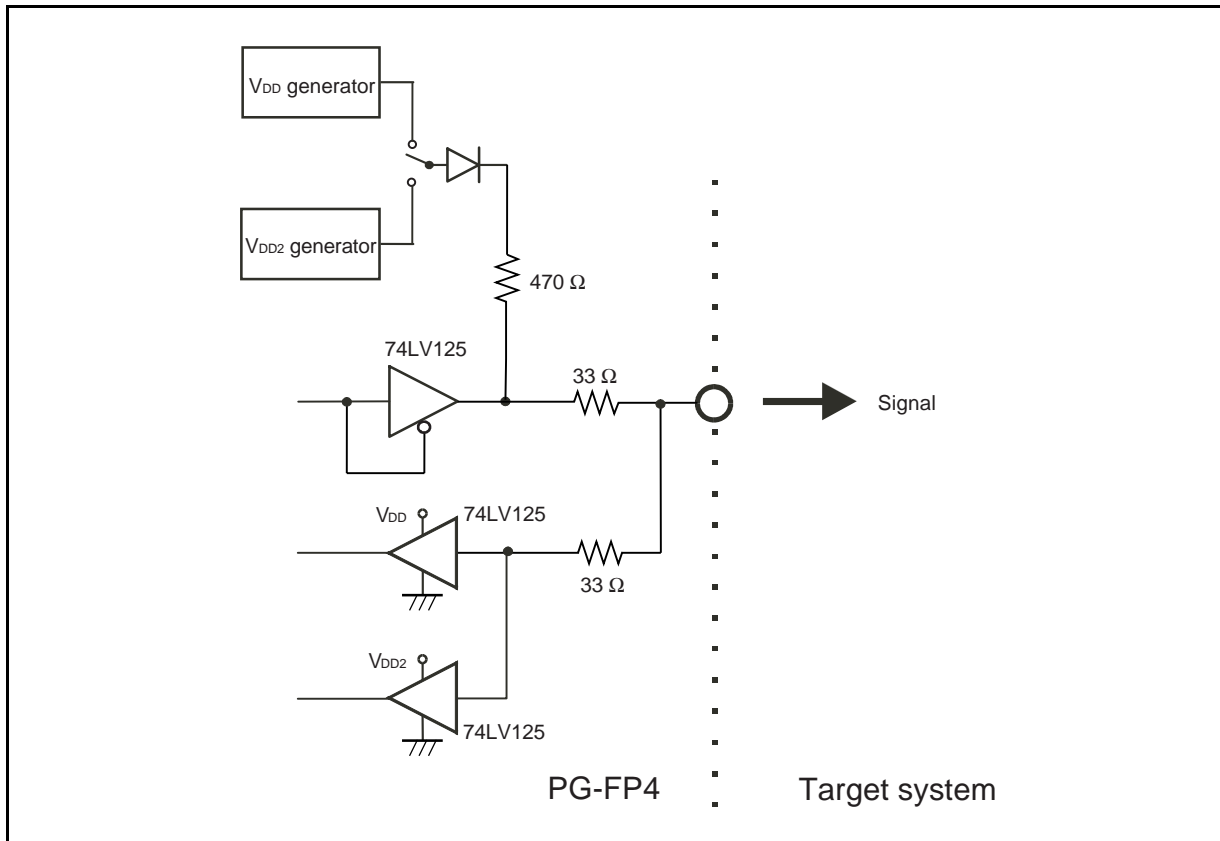 VDD generator
VDD2 generator
470 Ω
74LV125
33 Ω
Signal
VDD
74LV125
33 Ω
VDD2
74LV125
PG-FP4
Target system